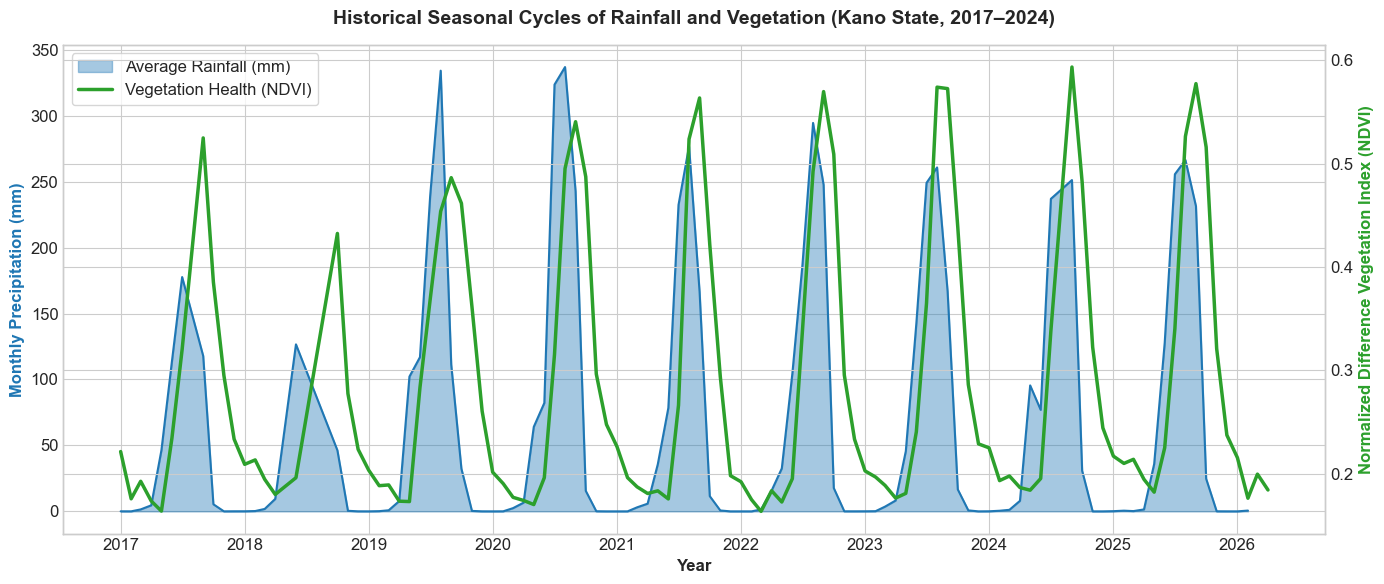 Historical Seasonal Cycles of Rainfall and Vegetation (Kano State, 2017–2024)
Average Rainfall (mm)
Vegetation Health (NDVI)
Monthly Precipitation (mm)
350
300
250
200
150
100
50
0
0.6
0.5
0.4
0.3
0.2
Normalized Difference Vegetation Index (NDVI)
2017 2018 2019 2020 2021 2022 2023 2024 2025 2026
Year